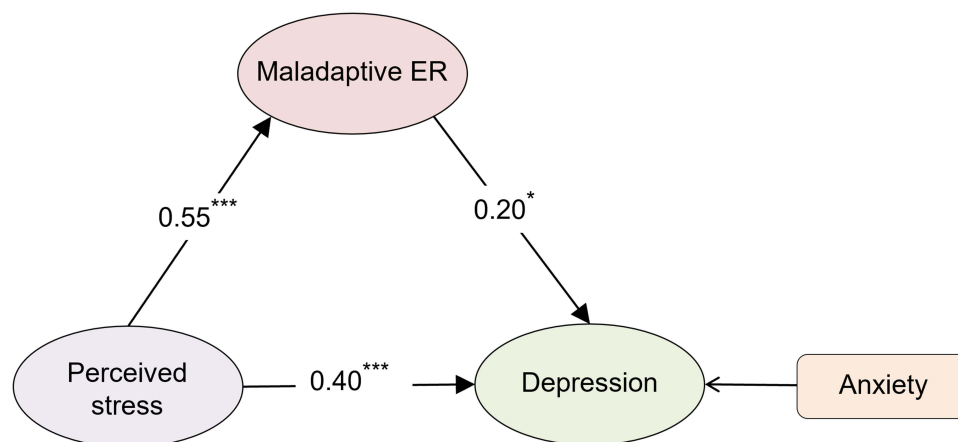 Maladaptive ER
0.55***
0.20*
Perceived
stress
0.40***
Depression
Anxiety